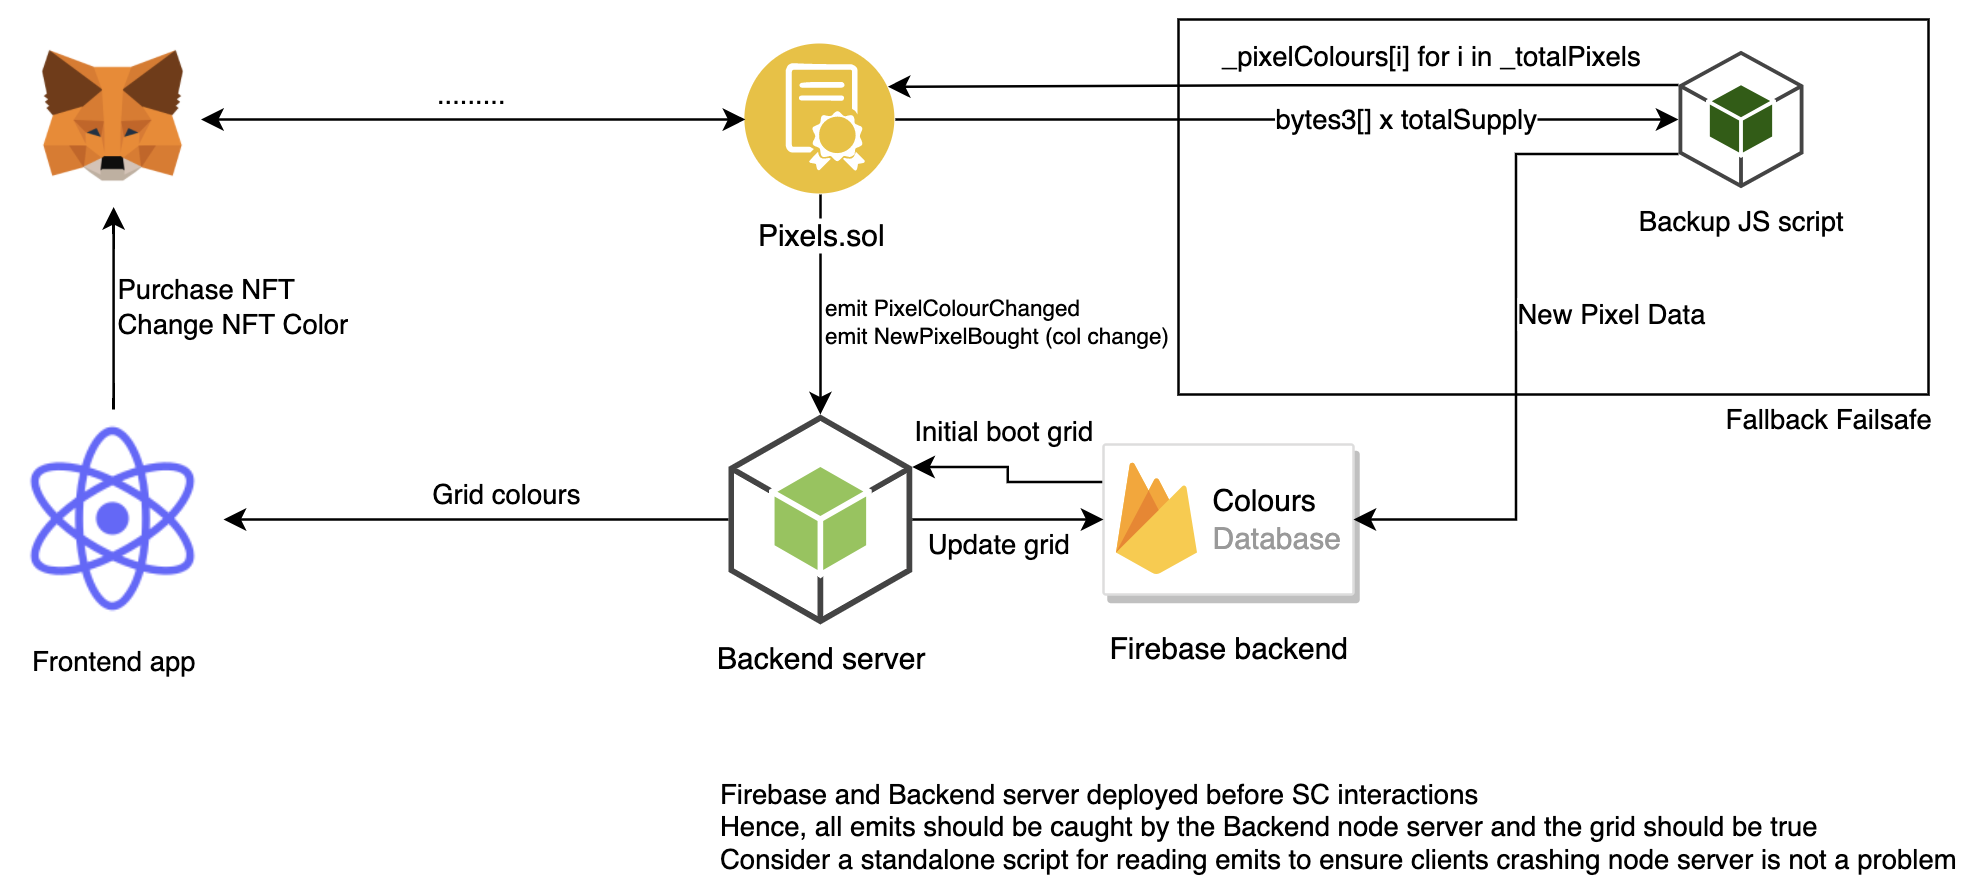 .........
_pixelColours[i] for i in _totalPixels
bytes3[] x totalSupply
Backup JS script
Pixels.sol
Purchase NFT
Change NFT Color
emit PixelColourChanged
emit NewPixelBought (col change)
New Pixel Data
Fallback Failsafe
Initial boot grid
Grid colours
Colours
Database
Update grid
Frontend app
Backend server
Firebase backend
Firebase and Backend server deployed before SC interactions
Hence, all emits should be caught by the Backend node server and the grid should be true
Consider a standalone script for reading emits to ensure clients crashing node server is not a problem